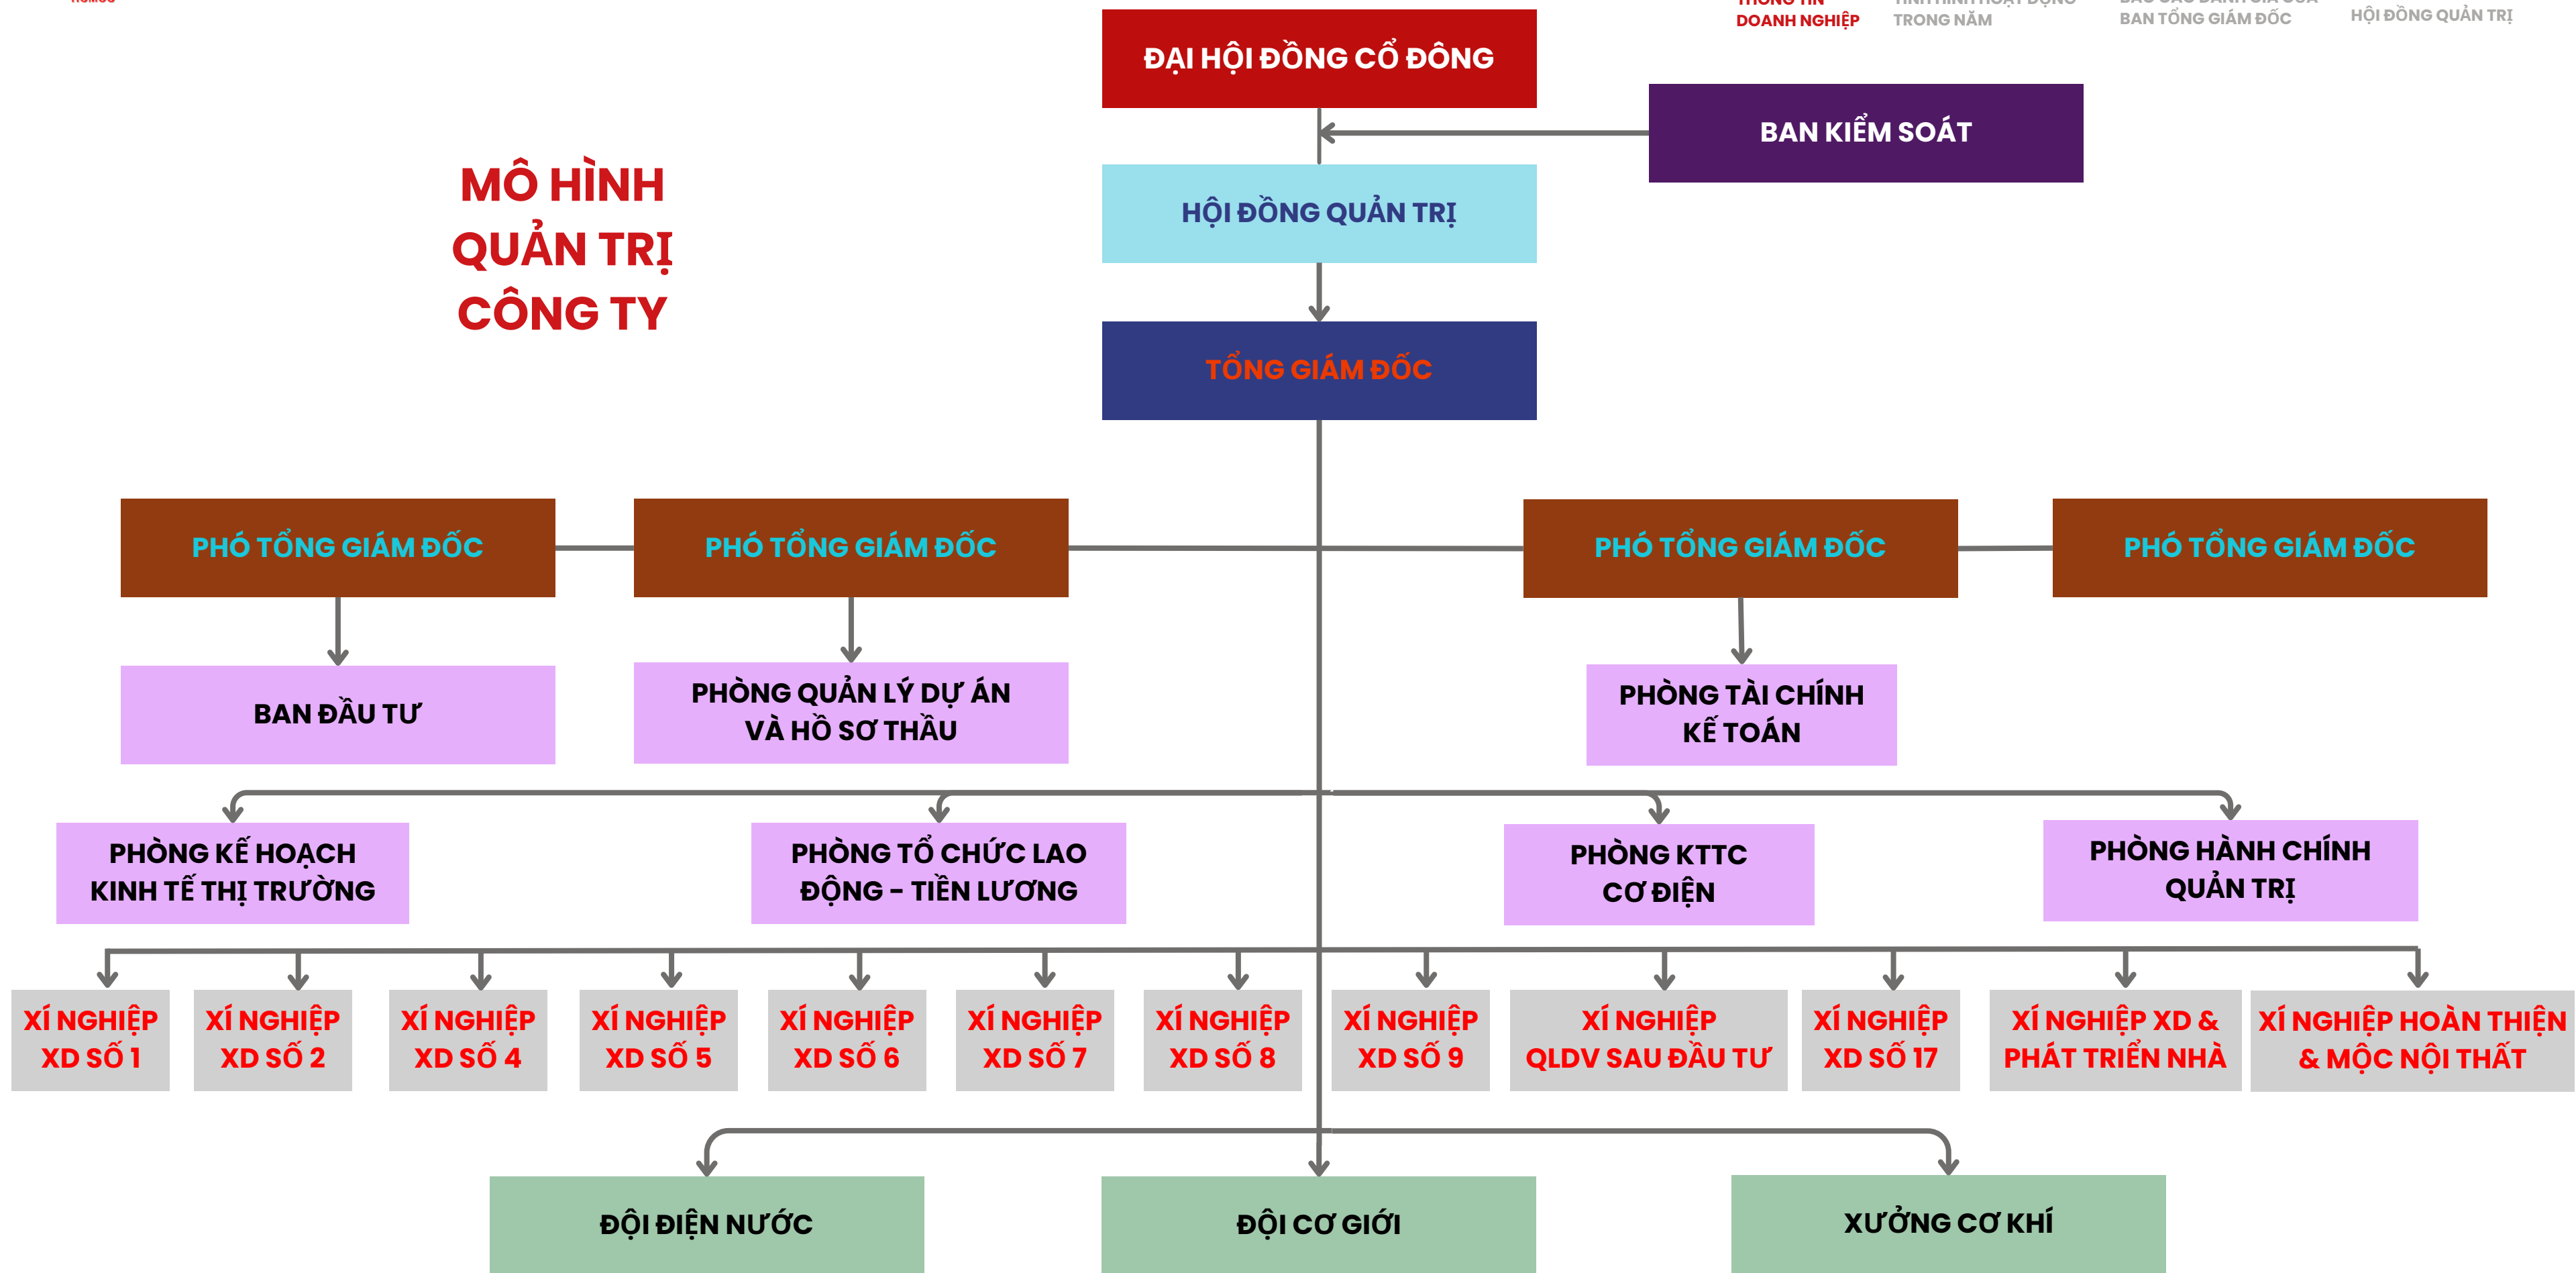 DOANH NGHIỆP
TRONG NĂM
BAN TỔNG GIÁM ĐỐC
HỘI ĐỒNG QUẢN TRỊ
ĐẠI HỘI ĐỒNG CỔ ĐÔNG
BAN KIỂM SOÁT
MÔ HÌNH
QUẢN TRỊ
CÔNG TY
HỘI ĐỒNG QUẢN TRỊ
TỔNG GIÁM ĐỐC
PHÓ TỔNG GIÁM ĐỐC
PHÓ TỔNG GIÁM ĐỐC
PHÓ TỔNG GIÁM ĐỐC
PHÓ TỔNG GIÁM ĐỐC
BAN ĐẦU TƯ
PHÒNG QUẢN LÝ DỰ ÁN
VÀ HỒ SƠ THẦU
PHÒNG TÀI CHÍNH
KẾ TOÁN
PHÒNG KẾ HOẠCH
KINH TẾ THỊ TRƯỜNG
PHÒNG TỔ CHỨC LAO
ĐỘNG - TIỀN LƯƠNG
PHÒNG KTTC
CƠ ĐIỆN
PHÒNG HÀNH CHÍNH
QUẢN TRỊ
XÍ NGHIỆP
XD SỐ 1
XÍ NGHIỆP
XD SỐ 2
XÍ NGHIỆP
XD SỐ 4
XÍ NGHIỆP
XD SỐ 5
XÍ NGHIỆP
XD SỐ 6
XÍ NGHIỆP
XD SỐ 7
XÍ NGHIỆP
XD SỐ 8
XÍ NGHIỆP
XD SỐ 9
XÍ NGHIỆP
QLDV SAU ĐẦU TƯ
XÍ NGHIỆP
XD SỐ 17
XÍ NGHIỆP XD &
PHÁT TRIỂN NHÀ
XÍ NGHIỆP HOÀN THIỆN
& MỘC NỘI THẤT
ĐỘI ĐIỆN NƯỚC
ĐỘI CƠ GIỚI
XƯỞNG CƠ KHÍ